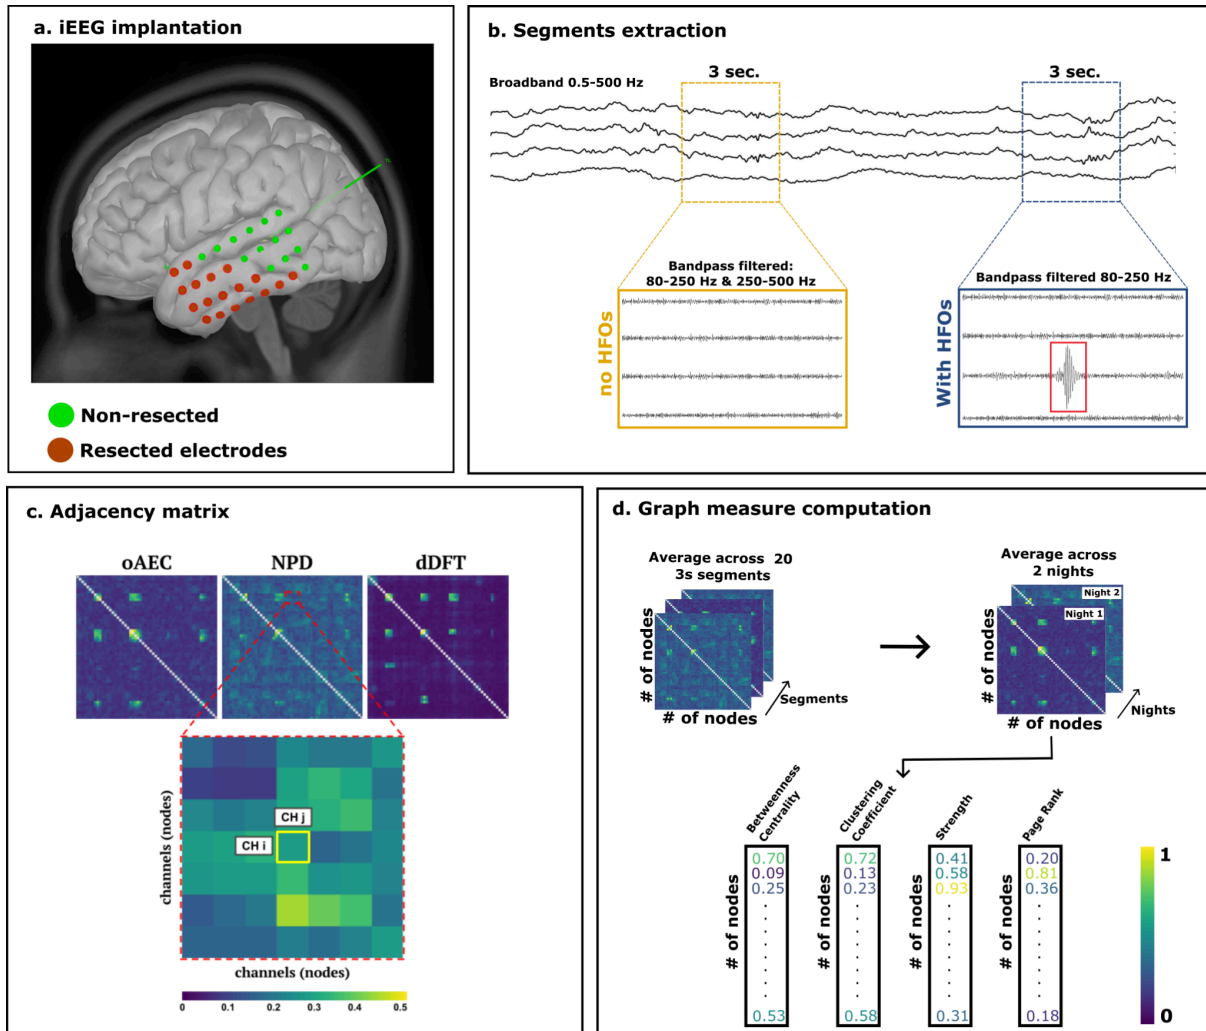 a. iEEG implantation
Non-resected
Resected electrodes
b. Segments extraction
Broadband 0.5-500 Hz
3 sec.
3 sec.
Bandpass filtered:
80-250 Hz & 250-500 Hz
no HFOs
Bandpass filtered 80-250 Hz
With HFOs
c. Adjacency matrix
oAEC
NPD
dDFT
channels (nodes)
CH j
CH i
channels (nodes)
0 0.1 0.2 0.3 0.4 0.5
d. Graph measure computation
Average across 20
3s segments
# of nodes
# of nodes
Segments
Average across
2 nights
Night 2
Night 1
# of nodes
# of nodes
Nights
Betweenness
Centrality
# of nodes
0.70
0.09
0.25
0.53
Clustering
Coefficient
# of nodes
0.72
0.13
0.23
0.58
Strength
# of nodes
0.41
0.58
0.93
0.31
Page Rank
# of nodes
0.20
0.81
0.36
0.18
1
0